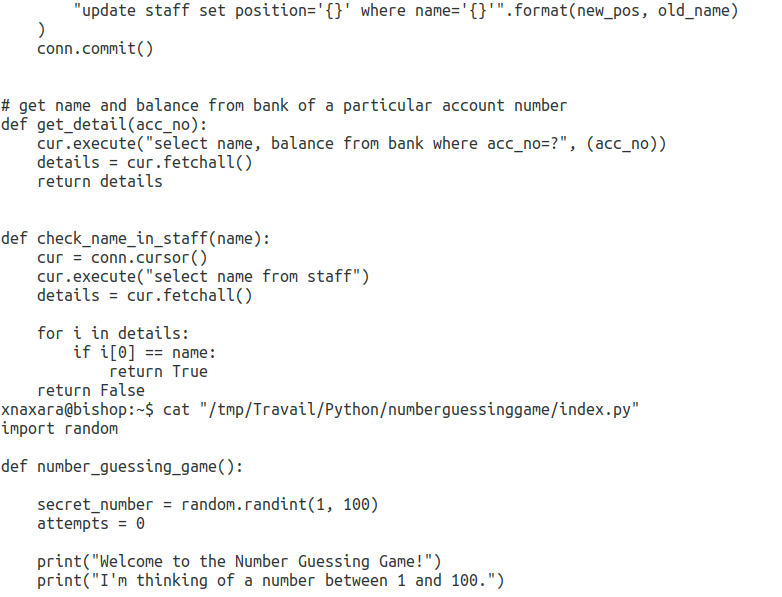 "update staff set position='{}' where name='{}'".format(new_pos, old_name)
    )
    conn.commit()


# get name and balance from bank of a particular account number
def get_detail(acc_no):
    cur.execute("select name, balance from bank where acc_no=?", (acc_no))
    details = cur.fetchall()
    return details


def check_name_in_staff(name):
    cur = conn.cursor()
    cur.execute("select name from staff")
    details = cur.fetchall()

    for i in details:
        if i[0] == name:
            return True
    return False
xnaxara@bishop:~$ cat "/tmp/Travail/Python/numberguessinggame/index.py"
import random

def number_guessing_game():

    secret_number = random.randint(1, 100)
    attempts = 0

    print("Welcome to the Number Guessing Game!")
    print("I'm thinking of a number between 1 and 100.")